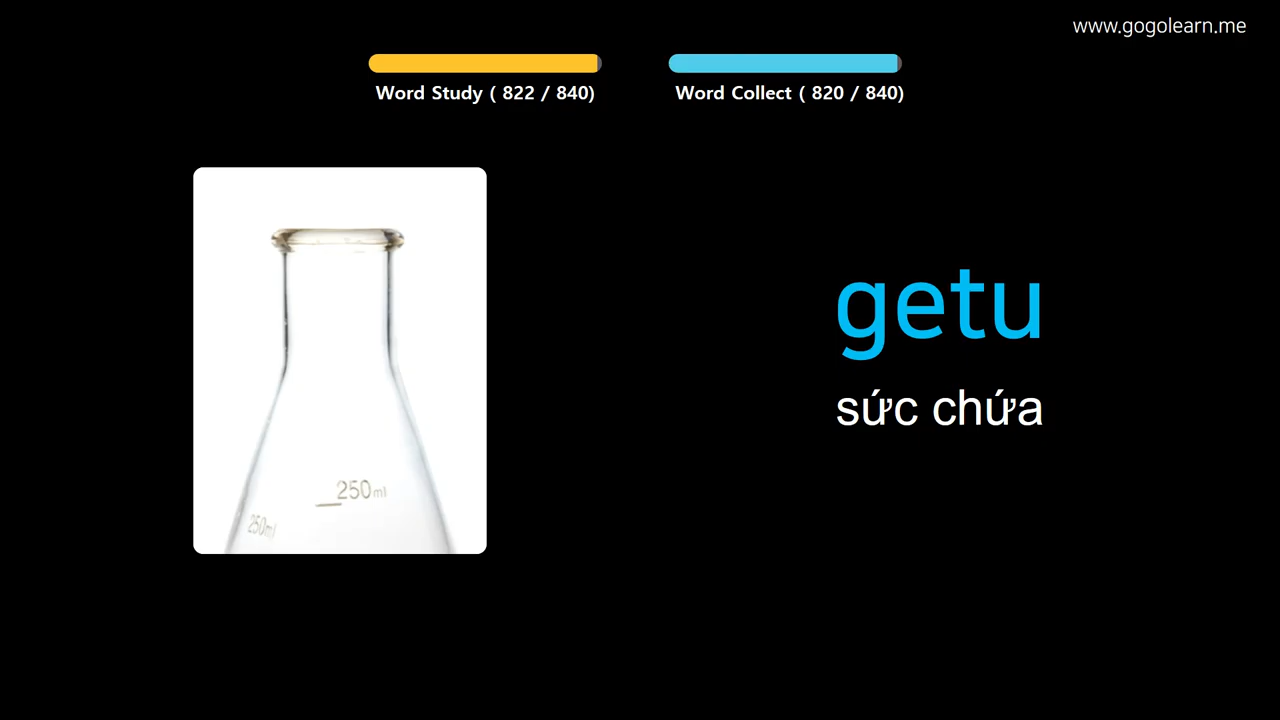 www.gogolearn.me
Word Study ( 822 / 840)
Word Collect ( 820 / 840)
getu
sức chứa
250ml
250ml